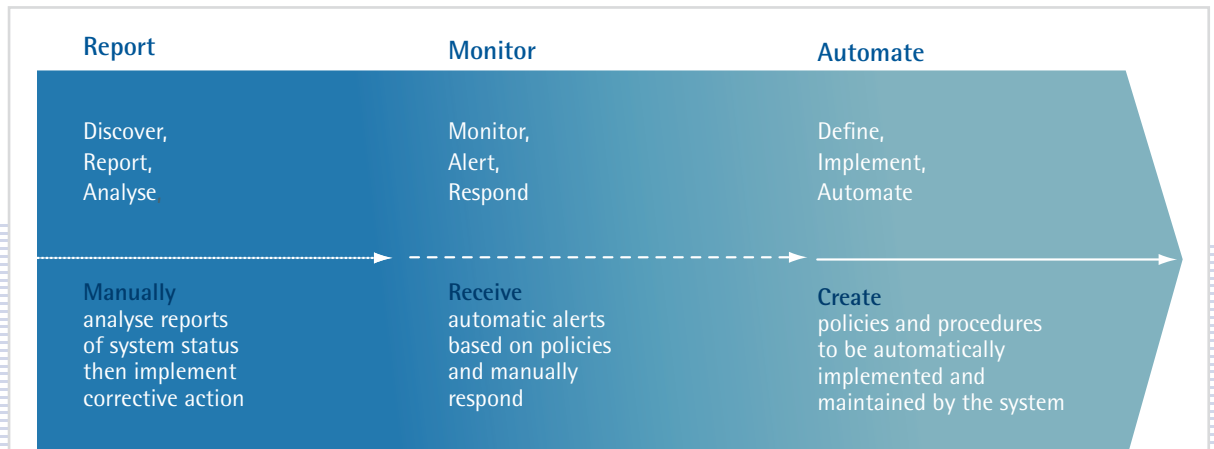 Report
Discover,
Report,
Analyse,
Manually
analyse reports
of system status
then implement
corrective action
Monitor
Monitor,
Alert,
Respond
Receive
automatic alerts
based on policies
and manually
respond
Automate
Define,
Implement,
Automate
Create
policies and procedures
to be automatically
implemented and
maintained by the system